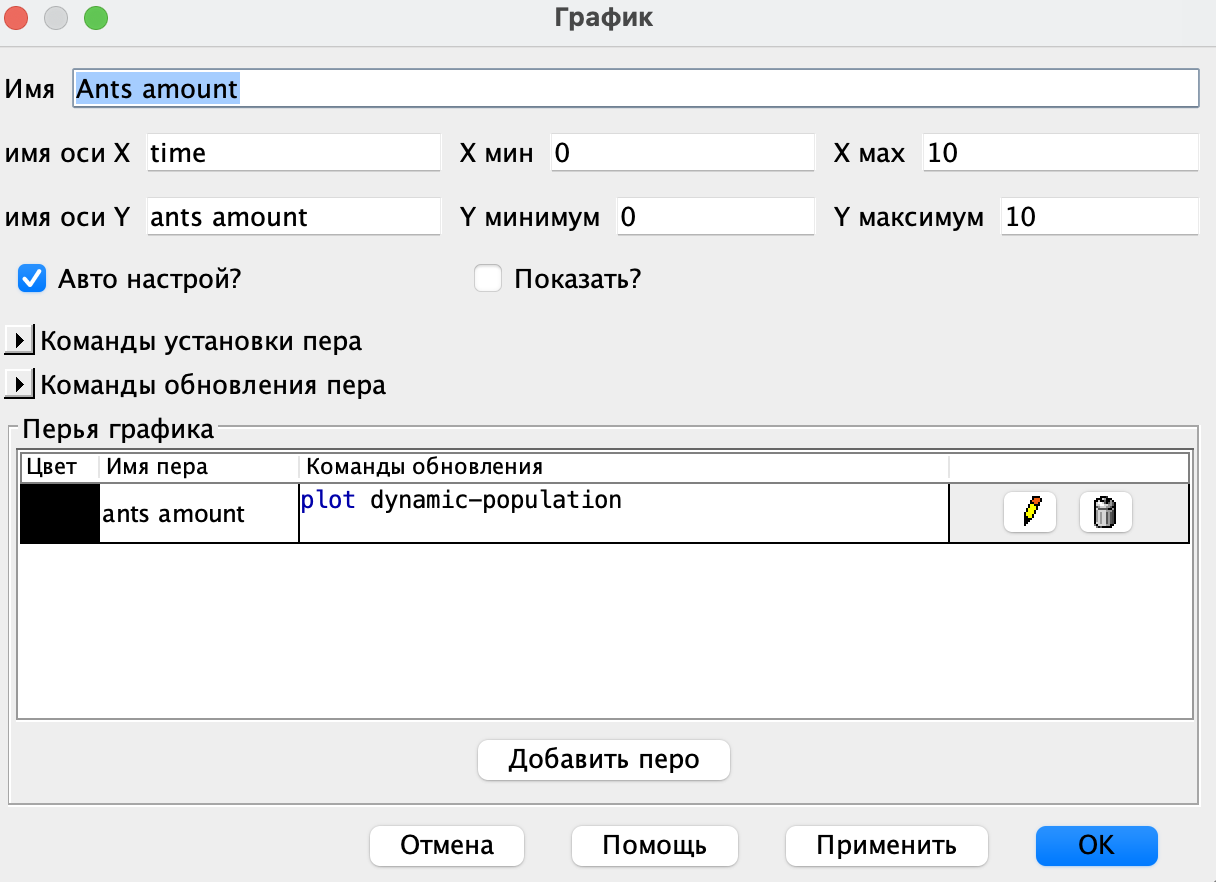 График
Имя Ants amount
имя оси X time X мин 0 X мах 10
имя оси Y ants amount Y минимум 0 Y максимум 10
Авто настрой? Показать?
Команды установки пера
Команды обновления пера
Перья графика
Цвет Имя пера Команды обновления
ants amount plot dynamic-population
Добавить перо
Отмена Помощь Применить OK